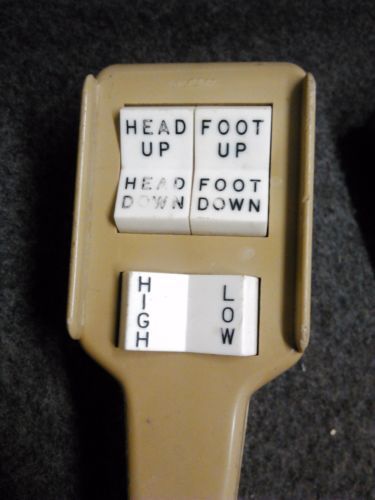 HEAD UP
FOOT UP
HEAD DOWN
FOOT DOWN
HIGH
LOW